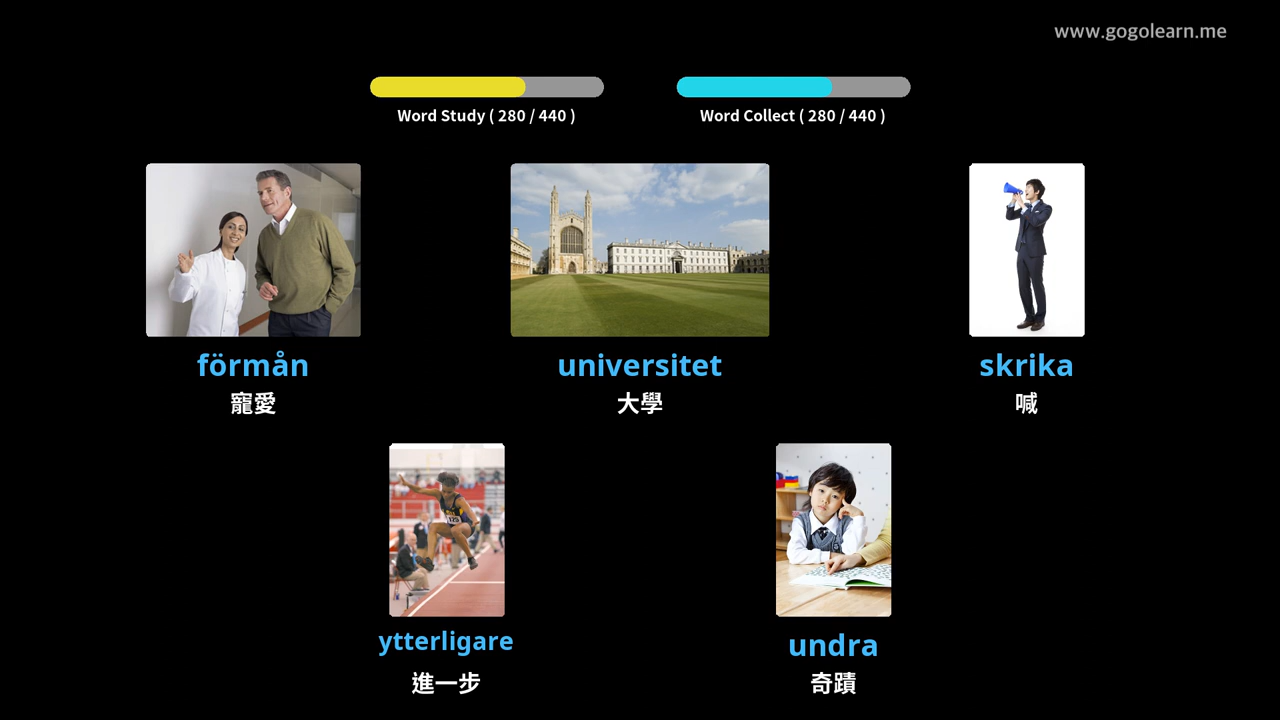 www.gogolearn.me
Word Study ( 280 / 440 )
Word Collect ( 280 / 440 )
förmån
寵愛
universitet
大學
skrika
喊
ytterligare
進一步
undra
奇蹟